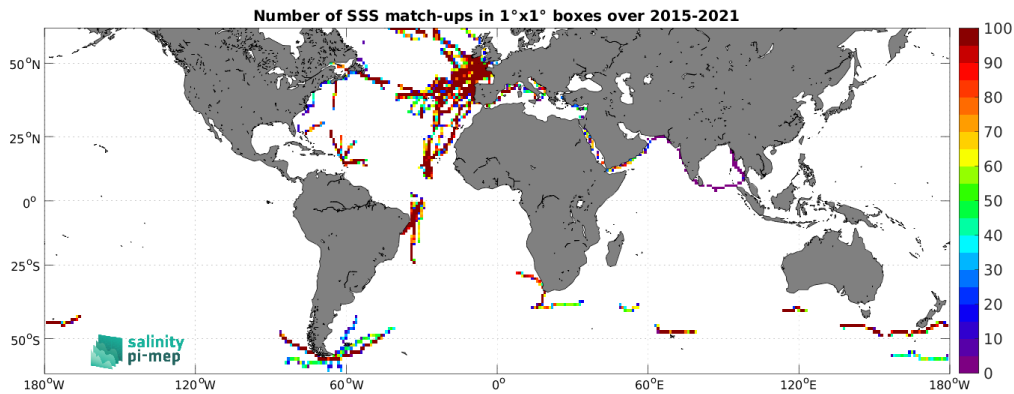 Number of SSS match-ups in 1°x1° boxes over 2015-2021
50°N
25°N
0°
25°S
50°S
180°W
120°W
60°W
0°
60°E
120°E
180°W
100
90
80
70
60
50
40
30
20
10
0
salinity
pi-mep